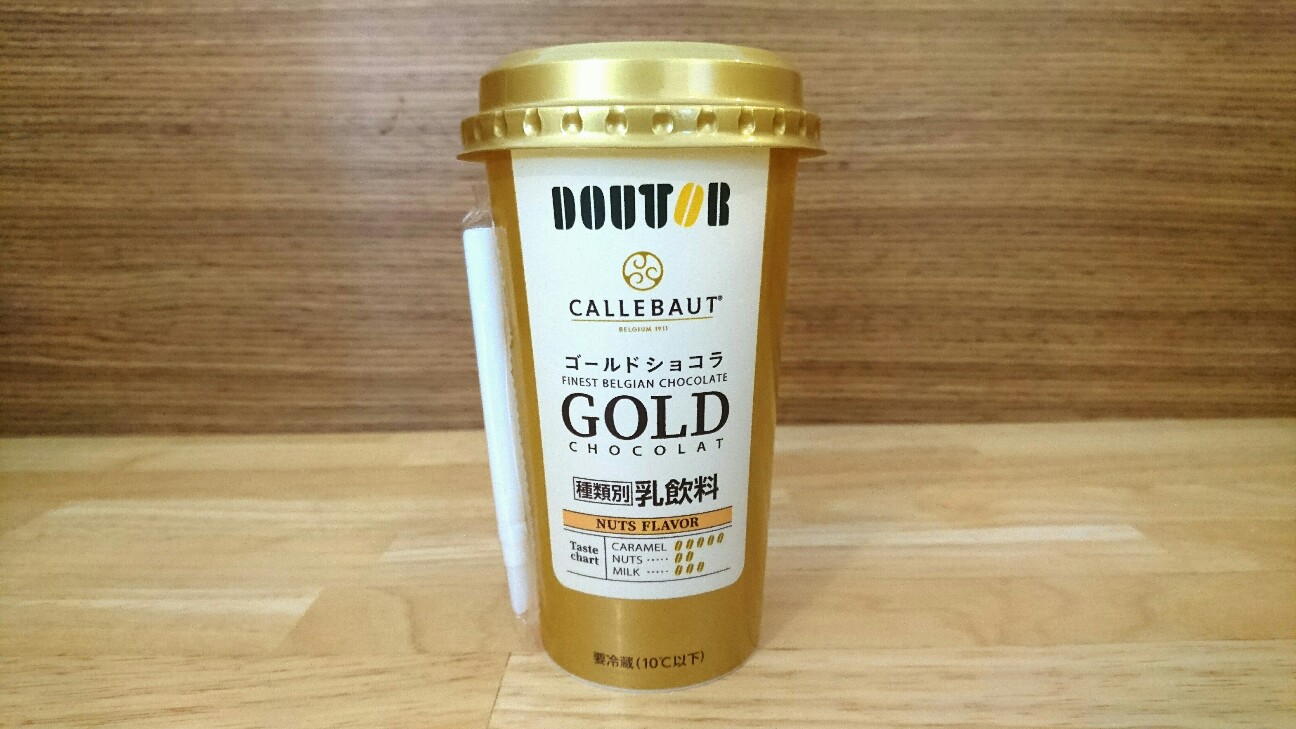 DOUTOR
CALLEBAUT®
BELGIUM 1911
ゴールドショコラ
FINEST BELGIAN CHOCOLATE
GOLD
CHOCOLAT
種類別 乳飲料
NUTS FLAVOR
Taste chart
CARAMEL
NUTS ・・・・・
MILK ・・・・・
要冷蔵(10℃以下)